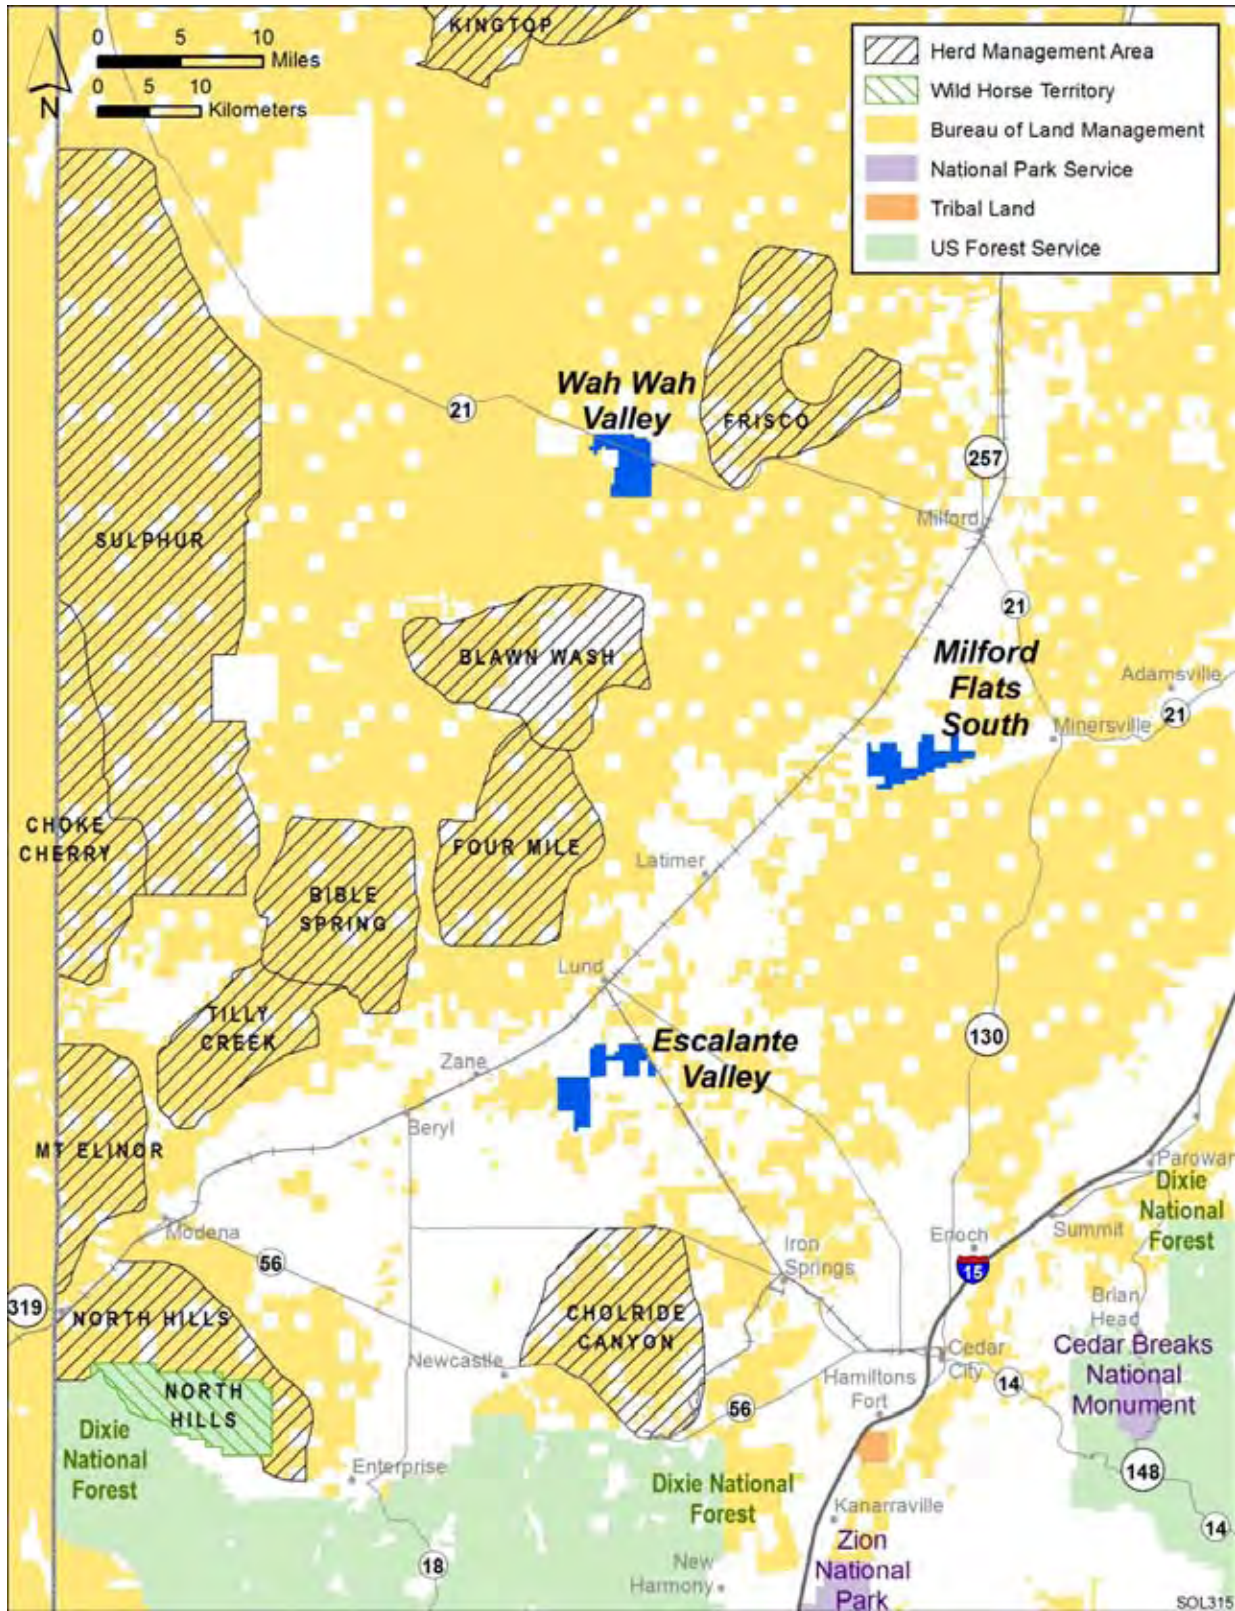 KINGTOP
0 5 10
Miles
0 5 10
Kilometers
N
Herd Management Area
Wild Horse Territory
Bureau of Land Management
National Park Service
Tribal Land
US Forest Service
Wah Wah
Valley
21
FRISCO
257
Milford
SULPHUR
21
BLAWN WASH
Milford
Flats
South
Adamsville
21
Minersville
CHOKE
CHERRY
FOUR MILE
Latimer
BIBLE
SPRING
Lund
TILLY
CREEK
Escalante
Valley
130
Zane
Beryl
MT ELINOR
Parowan
Dixie
National
Forest
Modena
Summit
Enoch
56
Iron
Springs
15
319
NORTH HILLS
CHOLRIDE
CANYON
Brian
Head
Cedar Breaks
National
Monument
Newcastle
Cedar
City
Hamiltons
Fort
14
NORTH
HILLS
56
Dixie
National
Forest
148
Enterprise
Dixie National
Forest
Kanarraville
14
Zion
National
Park
18
New
Harmony
SOL315